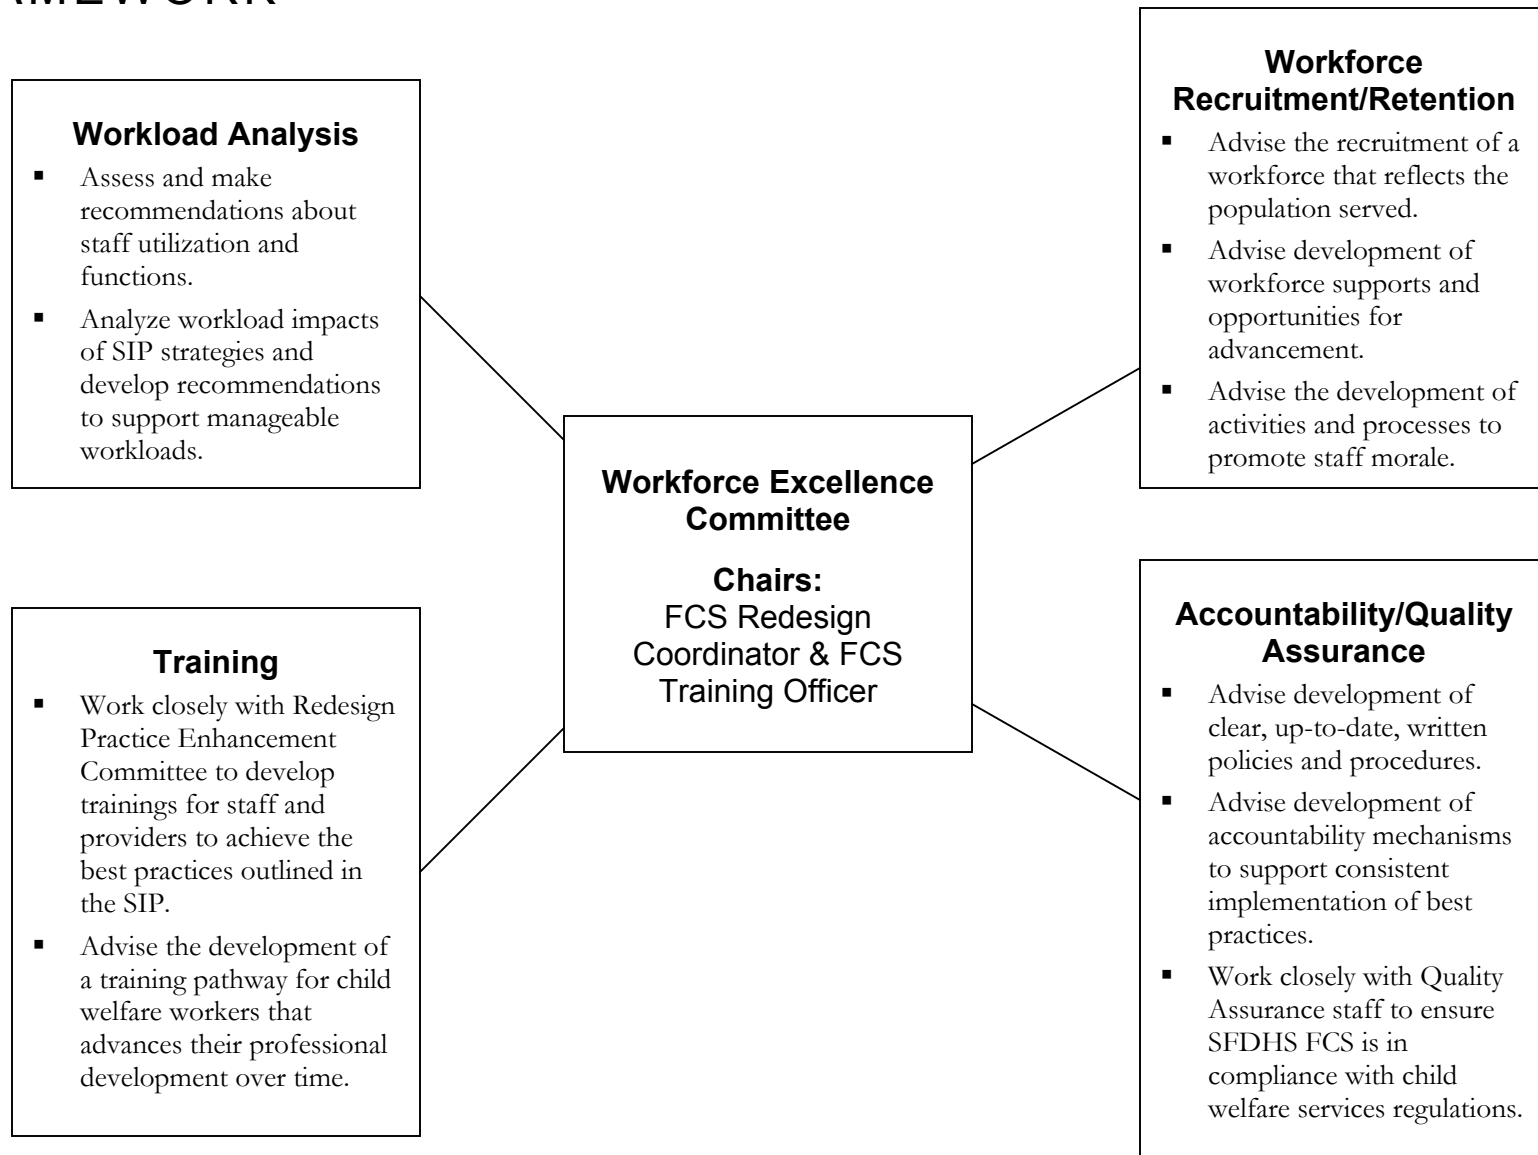 AMEWORK
Workload Analysis
▪ Assess and make
recommendations about
staff utilization and
functions.
▪ Analyze workload impacts
of SIP strategies and
develop recommendations
to support manageable
workloads.
Workforce
Recruitment/Retention
▪ Advise the recruitment of a
workforce that reflects the
population served.
▪ Advise development of
workforce supports and
opportunities for
advancement.
▪ Advise the development of
activities and processes to
promote staff morale.
Workforce Excellence
Committee
Chairs:
FCS Redesign
Coordinator & FCS
Training Officer
Training
▪ Work closely with Redesign
Practice Enhancement
Committee to develop
trainings for staff and
providers to achieve the
best practices outlined in
the SIP.
▪ Advise the development of
a training pathway for child
welfare workers that
advances their professional
development over time.
Accountability/Quality
Assurance
▪ Advise development of
clear, up-to-date, written
policies and procedures.
▪ Advise development of
accountability mechanisms
to support consistent
implementation of best
practices.
▪ Work closely with Quality
Assurance staff to ensure
SFDHS FCS is in
compliance with child
welfare services regulations.